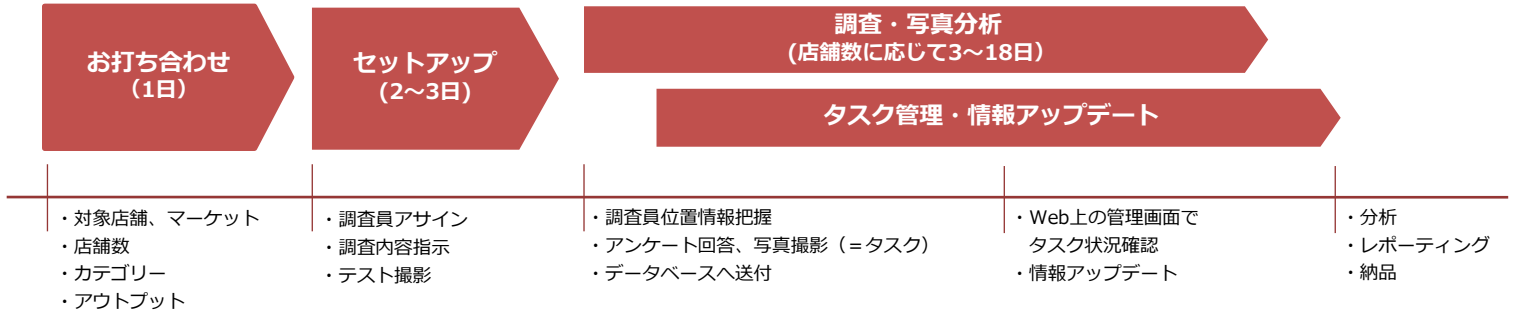 お打ち合わせ
（1日）
セットアップ
(2～3日)
調査・写真分析
(店舗数に応じて3～18日）
タスク管理・情報アップデート
・対象店舗、マーケット
・店舗数
・カテゴリー
・アウトプット
・調査員アサイン
・調査内容指示
・テスト撮影
・調査員位置情報把握
・アンケート回答、写真撮影（＝タスク）
・データベースへ送付
・Web上の管理画面で
タスク状況確認
・情報アップデート
・分析
・レポーティング
・納品